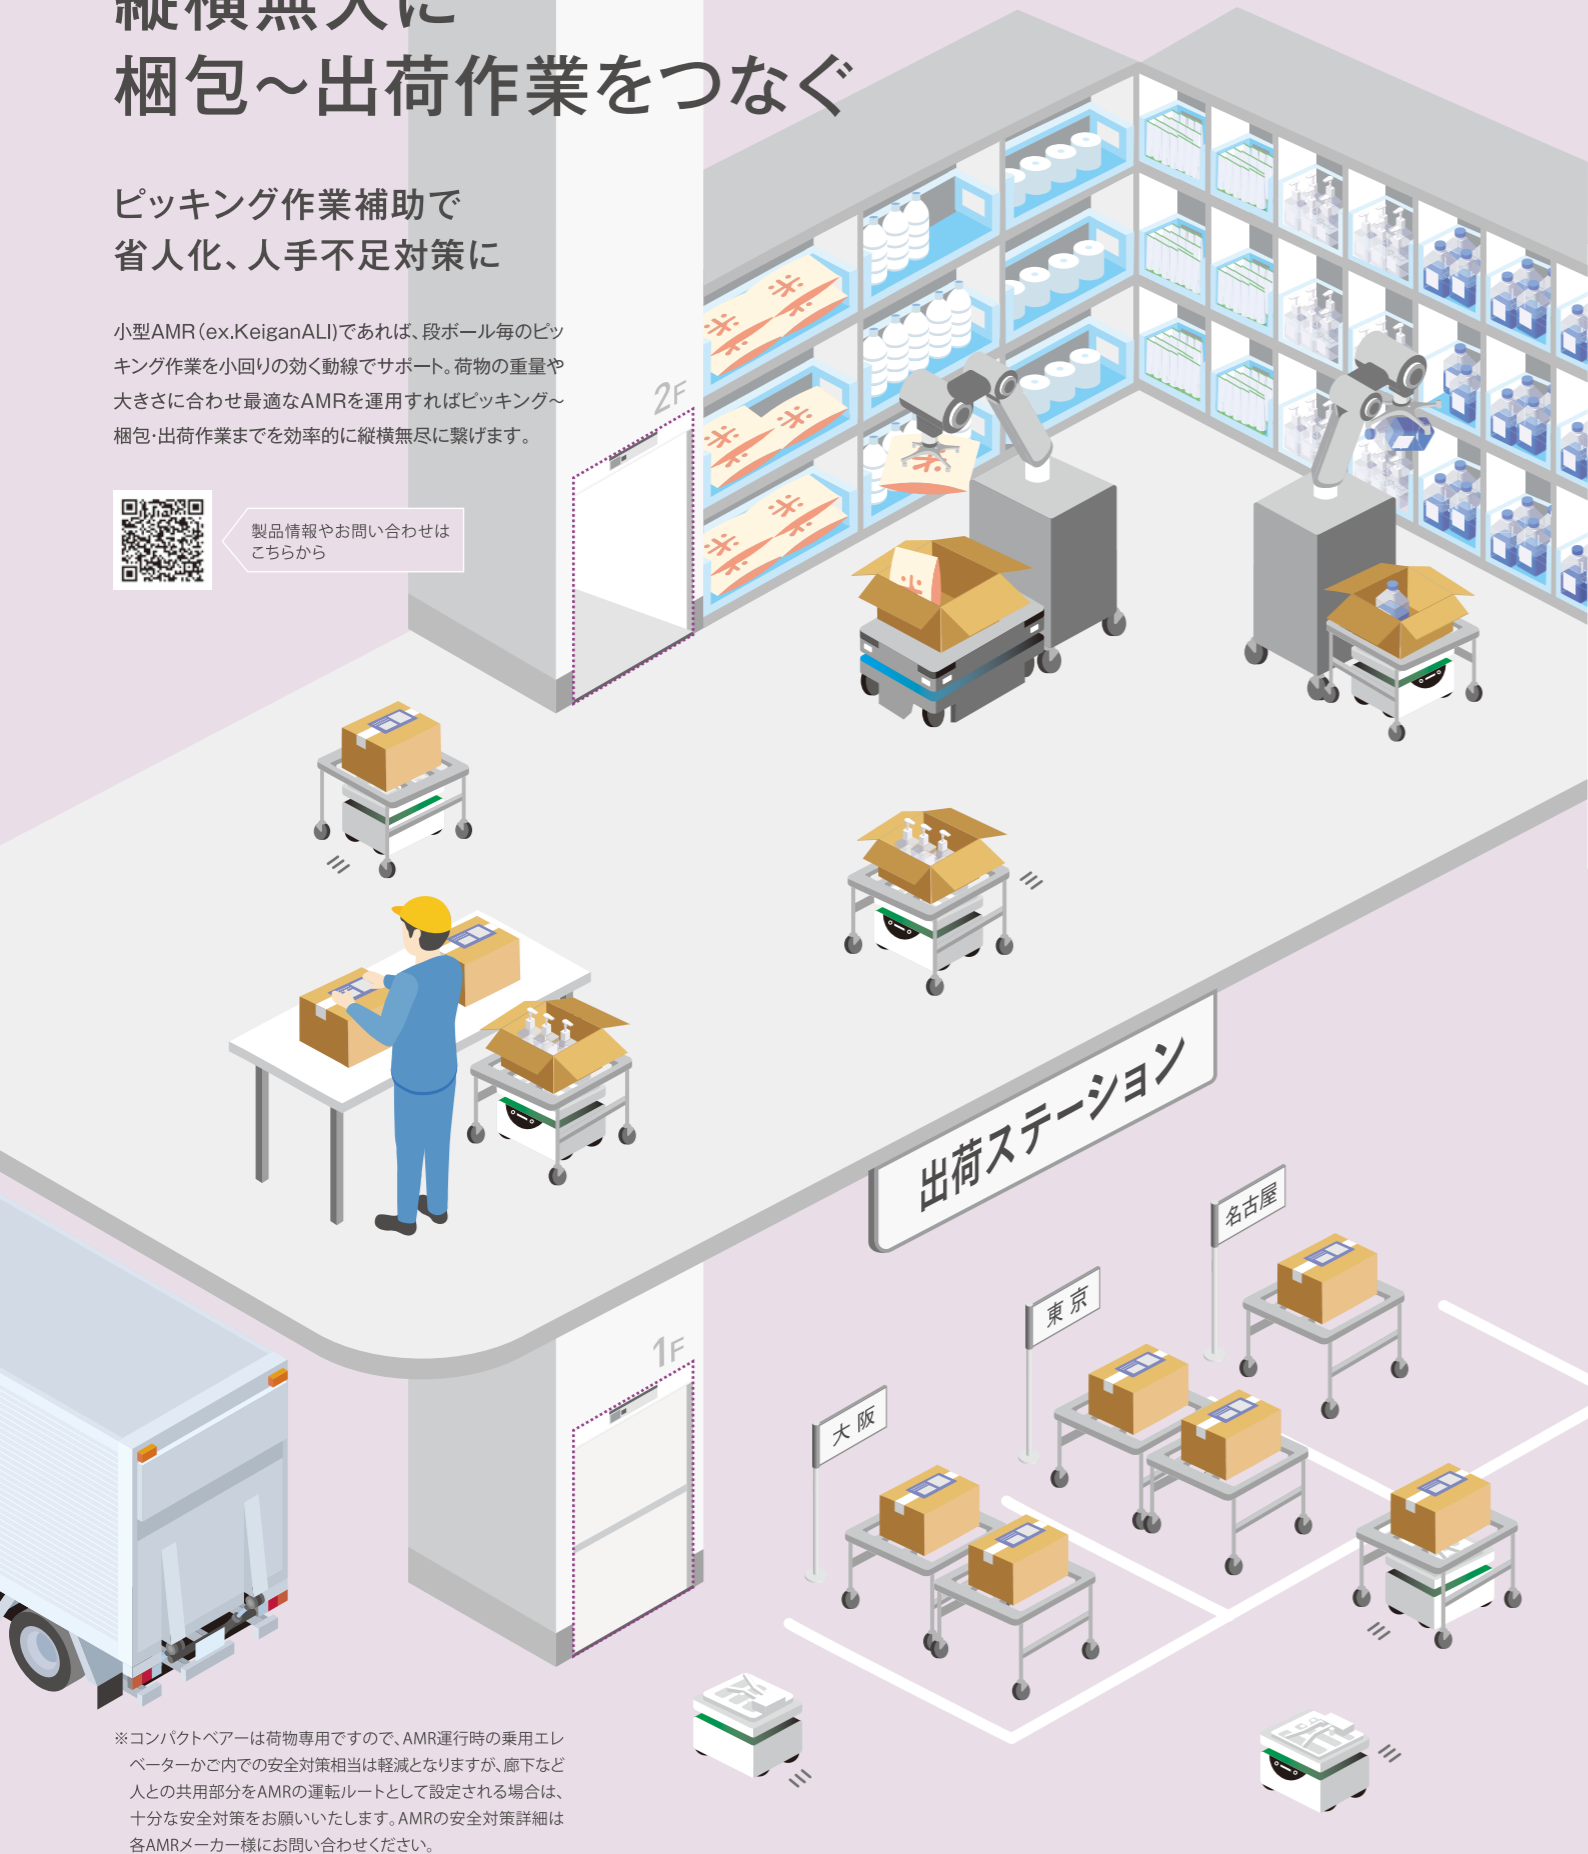 縦横無尽に
梱包～出荷作業をつなぐ
ピッキング作業補助で
省人化、人手不足対策に
小型AMR（ex.KeiganALI）であれば、段ボール毎のピッ
キング作業を小回りの効く動線でサポート。荷物の重量や
大きさに合わせ最適なAMRを運用すればピッキング～
梱包・出荷作業までを効率的に縦横無尽に繋げます。
製品情報やお問い合わせは
こちらから
2F
米
米
米
米
米
米
米
出荷ステーション
名古屋
東京
大阪
1F
※コンパクトベアーは荷物専用ですので、AMR運行時の乗用エレ
ベーターかご内での安全対策相当は軽減となりますが、廊下など
人との共用部分をAMRの運転ルートとして設定される場合は、
十分な安全対策をお願いいたします。AMRの安全対策詳細は
各AMRメーカー様にお問い合わせください。